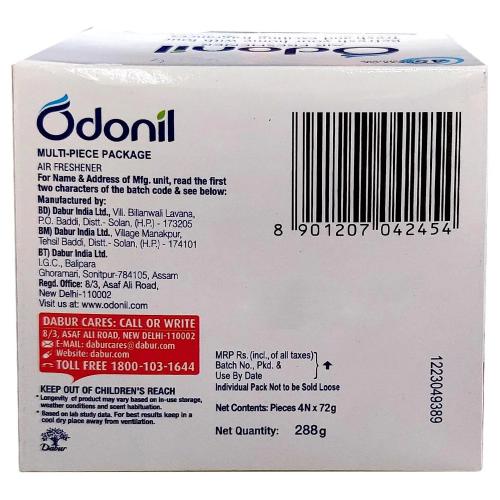 Odonil
AIR FRESHENER
Odonil
MULTI-PIECE PACKAGE
AIR FRESHENER
For Name & Address of Mfg. unit, read the first
two characters of the batch code & see below:
Manufactured by:
BD) Dabur India Ltd., Vill. Billanwali Lavana,
P.O. Baddi, Distt.- Solan, (H.P.) - 173205
BM) Dabur India Ltd., Village Manakpur,
Tehsil Baddi, Distt.- Solan, (H.P.) - 174101
BT) Dabur India Ltd.
I.G.C., Balipara
Ghoramari, Sonitpur-784105, Assam
Regd. Office: 8/3, Asaf Ali Road,
New Delhi-110002
Visit us at: www.odonil.com
DABUR CARES: CALL OR WRITE
8/3, ASAF ALI ROAD, NEW DELHI-110002
E-MAIL: daburcares@dabur.com
Website: dabur.com
TOLL FREE 1800-103-1644
KEEP OUT OF CHILDREN'S REACH
* Longevity of product may vary based on in-use storage,
weather conditions and scent habituation.
* Based on lab study data. For best results keep in a
cool dry place away from ventilation.
Dabur
8 901207 042454
MRP Rs. (incl., of all taxes)
Batch No., Pkd. &
Use By Date
Individual Pack Not to be Sold Loose
Net Contents: Pieces 4N x 72g
Net Quantity: 288g
1223049389